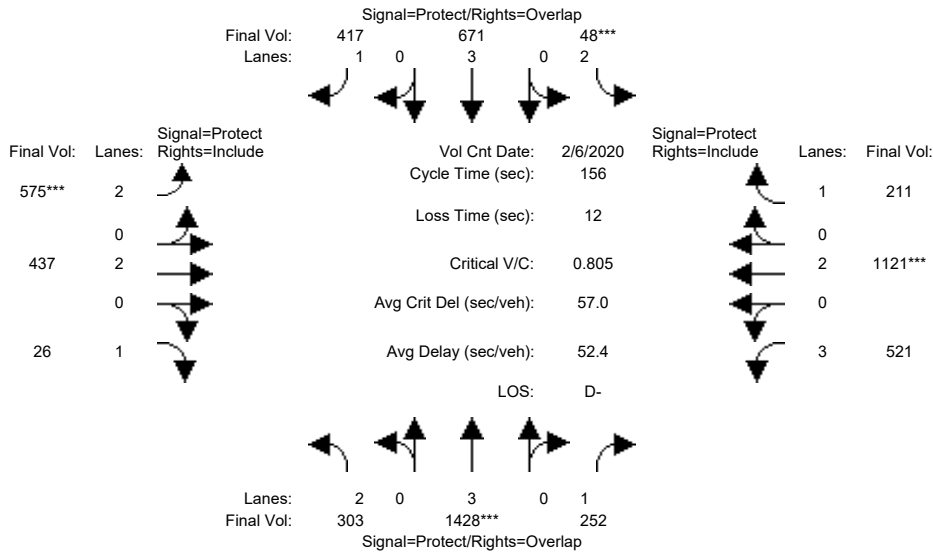 Signal=Protect/Rights=Overlap
Final Vol: 417 671 48***
Lanes: 1 0 3 0 2
Signal=Protect Signal=Protect
Final Vol: Lanes: Rights=Include Vol Cnt Date: 2/6/2020 Rights=Include Lanes: Final Vol:
Cycle Time (sec): 156
575*** 2 1 211
Loss Time (sec): 12
0 0
437 2 Critical V/C: 0.805 2 1121***
0 Avg Crit Del (sec/veh): 57.0 0
26 1 Avg Delay (sec/veh): 52.4 3 521
LOS: D-
Lanes: 2 0 3 0 1
Final Vol: 303 1428*** 252
Signal=Protect/Rights=Overlap